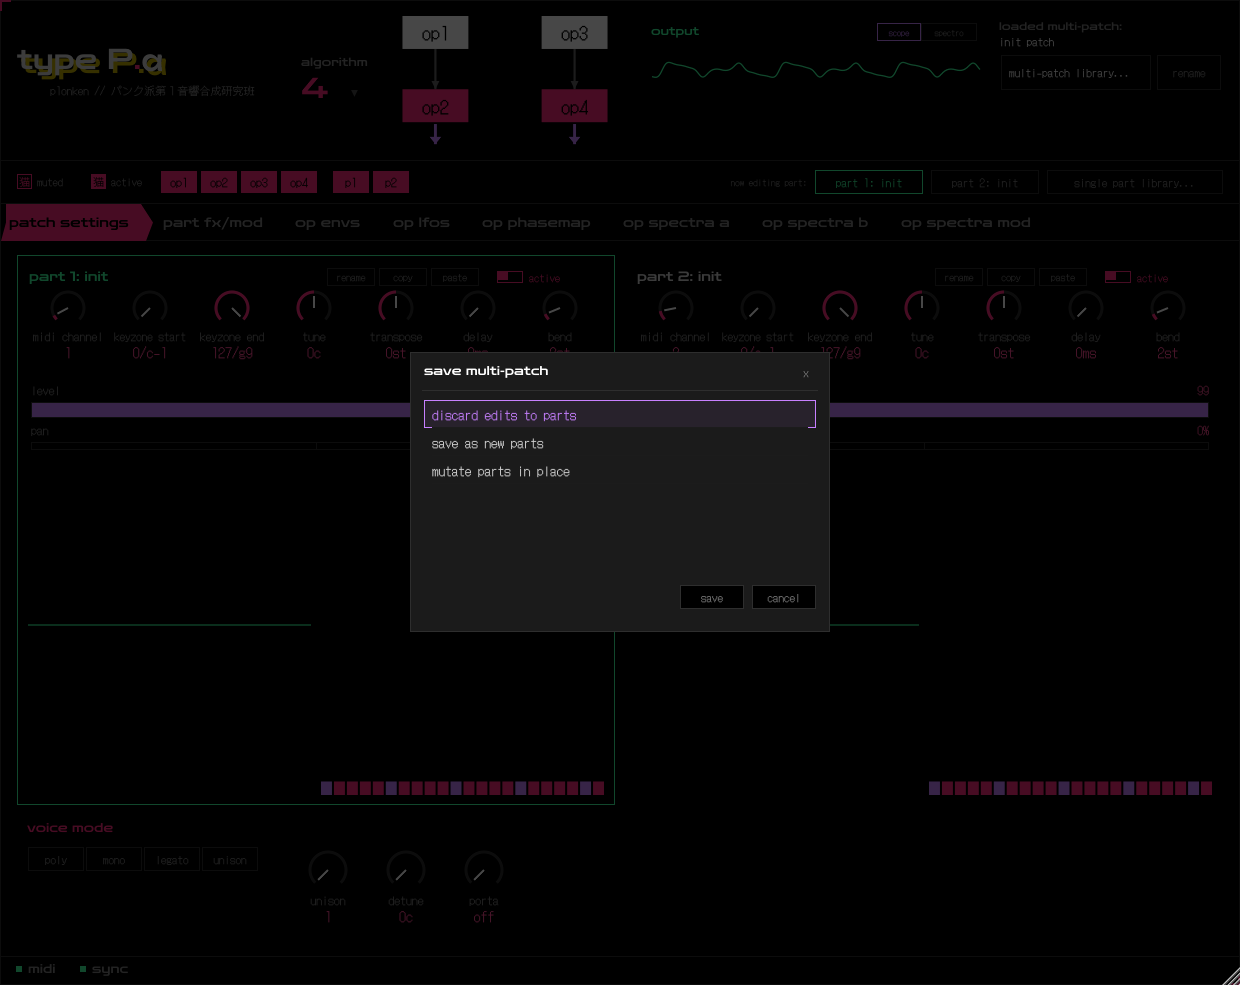 type P.a
plonken // パンク派第1音響合成研究班
algorithm
4
op1
op3
op2
op4
output
scope
spectro
loaded multi-patch:
init patch
multi-patch library...
rename
muted
active
op1
op2
op3
op4
p1
p2
now editing part:
part 1: init
part 2: init
single part library...
patch settings
part fx/mod
op envs
op lfos
op phasemap
op spectra a
op spectra b
op spectra mod
part 1: init
rename
copy
paste
active
midi channel
keyzone start
keyzone end
tune
transpose
delay
bend
1
0/c-1
127/g9
0c
0st
level
pan
part 2: init
rename
copy
paste
active
midi channel
keyzone start
keyzone end
tune
transpose
delay
bend
27/g9
0c
0st
0ms
2st
99
0%
save multi-patch
x
discard edits to parts
save as new parts
mutate parts in place
save
cancel
voice mode
poly
mono
legato
unison
unison
detune
porta
1
0c
off
midi
sync